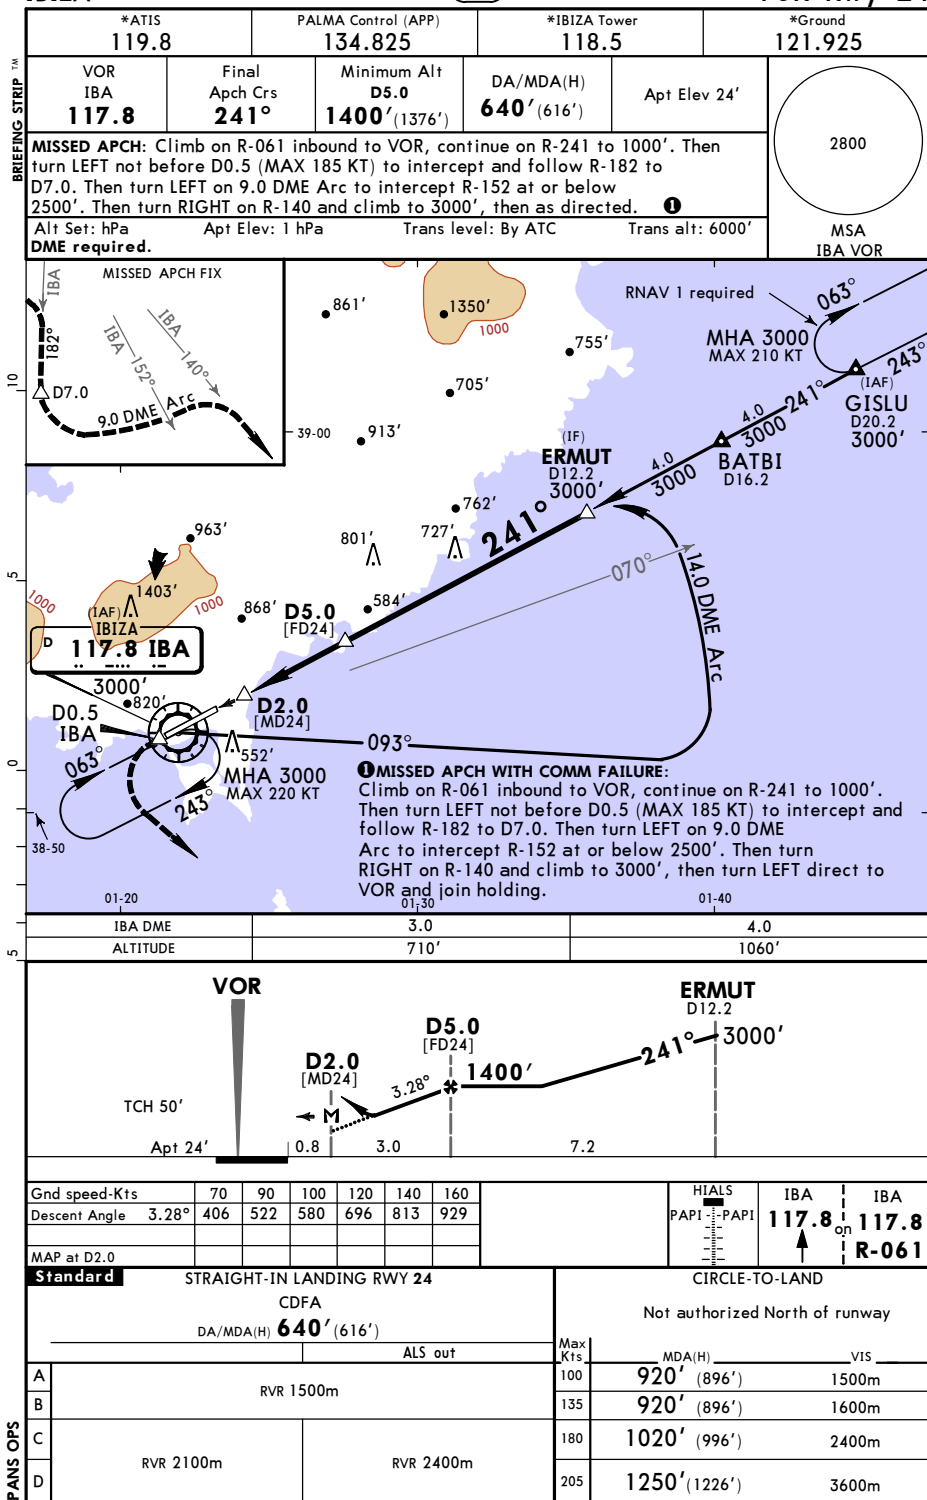 *ATIS
119.8
PALMA Control (APP)
134.825
*IBIZA Tower
118.5
*Ground
121.925
BRIEFING STRIP TM
VOR
IBA
117.8
Final
Apch Crs
241°
Minimum Alt
D5.0
1400' (1376')
DA/MDA(H)
640' (616')
Apt Elev 24'
2800
MSA
IBA VOR
MISSED APCH: Climb on R-061 inbound to VOR, continue on R-241 to 1000'. Then
turn LEFT not before D0.5 (MAX 185 KT) to intercept and follow R-182 to
D7.0. Then turn LEFT on 9.0 DME Arc to intercept R-152 at or below
2500'. Then turn RIGHT on R-140 and climb to 3000', then as directed. 1
Alt Set: hPa Apt Elev: 1 hPa Trans level: By ATC Trans alt: 6000'
DME required.
MISSED APCH FIX
IBA
182°
D7.0
IBA
152°
IBA
140°
9.0 DME Arc
861'
1350'
1000
755'
705'
913'
39-00
RNAV 1 required
063°
MHA 3000
MAX 210 KT
243°
(IAF)
GISLU
D20.2
3000'
241°
4.0
3000
BATBI
D16.2
4.0
3000
(IF)
ERMUT
D12.2
3000'
241°
762'
727'
801'
963'
10
5
0
5
1000
1403'
1000
868'
584'
D5.0
[FD24]
070°
14.0 DME Arc
(IAF)
IBIZA
D 117.8 IBA
3000'
820'
D0.5
IBA
D2.0
[MD24]
093°
552'
063°
243°
MHA 3000
MAX 220 KT
38-50
1 MISSED APCH WITH COMM FAILURE:
Climb on R-061 inbound to VOR, continue on R-241 to 1000'.
Then turn LEFT not before D0.5 (MAX 185 KT) to intercept and
follow R-182 to D7.0. Then turn LEFT on 9.0 DME
Arc to intercept R-152 at or below 2500'. Then turn
RIGHT on R-140 and climb to 3000', then turn LEFT direct to
VOR and join holding.
01-20 01-30 01-40
IBA DME 3.0 4.0
ALTITUDE 710' 1060'
VOR
ERMUT
D12.2
3000'
241°
D5.0
[FD24]
1400'
D2.0
[MD24]
3.28°
M
TCH 50'
Apt 24'
0.8 3.0 7.2
Gnd speed-Kts 70 90 100 120 140 160
Descent Angle 3.28° 406 522 580 696 813 929
MAP at D2.0
HIALS
PAPI PAPI
IBA
117.8
on
IBA
117.8
R-061
Standard STRAIGHT-IN LANDING RWY 24
CDFA
DA/MDA(H) 640' (616')
ALS out
A
B
RVR 1500m
C
D
RVR 2100m RVR 2400m
CIRCLE-TO-LAND
Not authorized North of runway
Max
Kts MDA(H) VIS
100 920' (896') 1500m
135 920' (896') 1600m
180 1020' (996') 2400m
205 1250' (1226') 3600m
PANS OPS